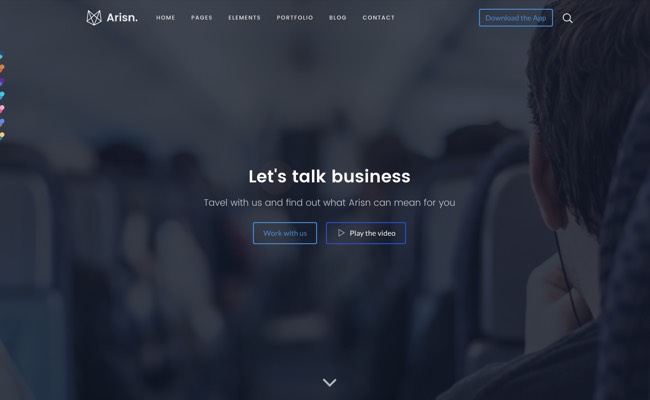 Arisn.
HOME PAGES ELEMENTS PORTFOLIO BLOG CONTACT
Download the App
Let's talk business
Tavel with us and find out what Arisn can mean for you
Work with us
Play the video